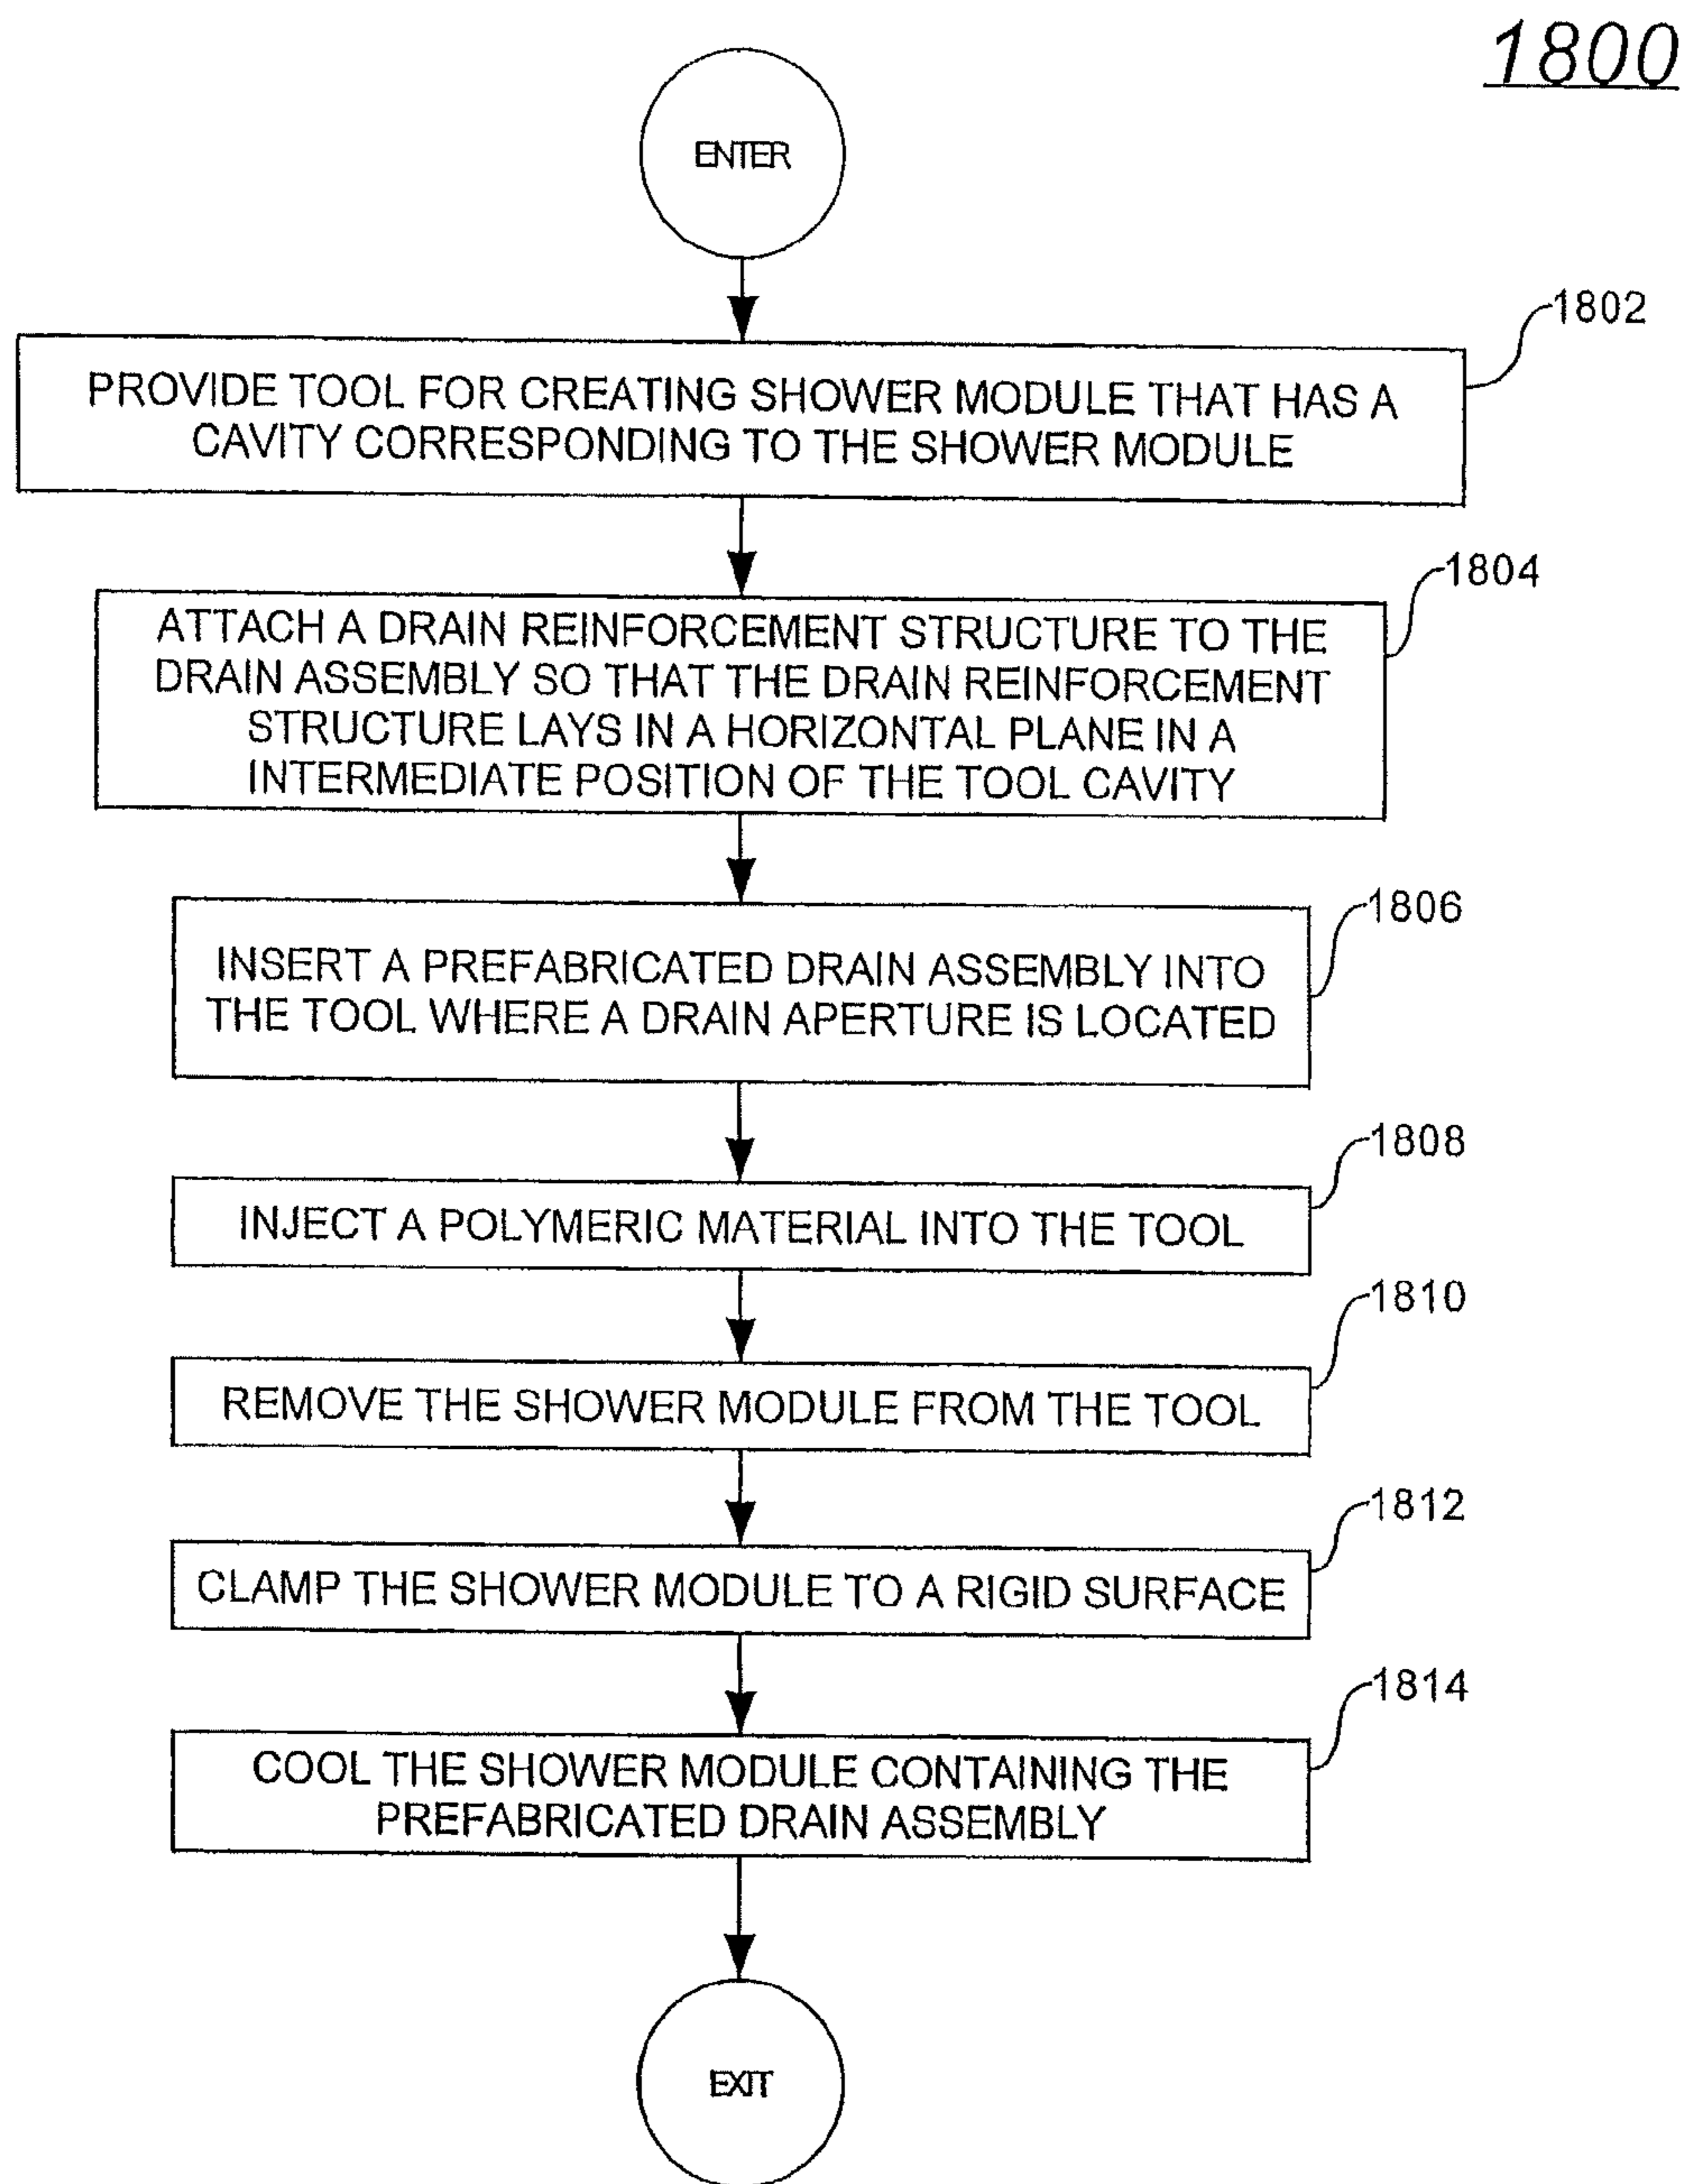 1800
ENTER
1802
PROVIDE TOOL FOR CREATING SHOWER MODULE THAT HAS A
CAVITY CORRESPONDING TO THE SHOWER MODULE
1804
ATTACH A DRAIN REINFORCEMENT STRUCTURE TO THE
DRAIN ASSEMBLY SO THAT THE DRAIN REINFORCEMENT
STRUCTURE LAYS IN A HORIZONTAL PLANE IN A
INTERMEDIATE POSITION OF THE TOOL CAVITY
1806
INSERT A PREFABRICATED DRAIN ASSEMBLY INTO
THE TOOL WHERE A DRAIN APERTURE IS LOCATED
1808
INJECT A POLYMERIC MATERIAL INTO THE TOOL
1810
REMOVE THE SHOWER MODULE FROM THE TOOL
1812
CLAMP THE SHOWER MODULE TO A RIGID SURFACE
1814
COOL THE SHOWER MODULE CONTAINING THE
PREFABRICATED DRAIN ASSEMBLY
EXIT